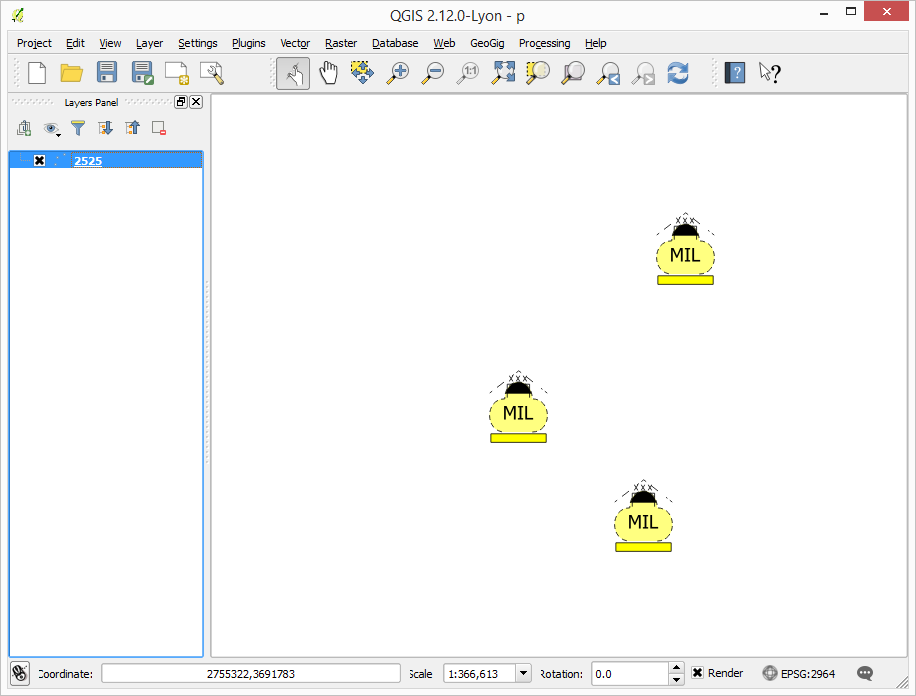 QGIS 2.12.0-Lyon - p
Project Edit View Layer Settings Plugins Vector Raster Database Web GeoGig Processing Help
1:1
?
?
Layers Panel
2525
XXX
MIL
XXX
MIL
XXX
MIL
Coordinate: 2755322,3691783 Scale 1:366,613 Rotation: 0.0 Render EPSG:2964